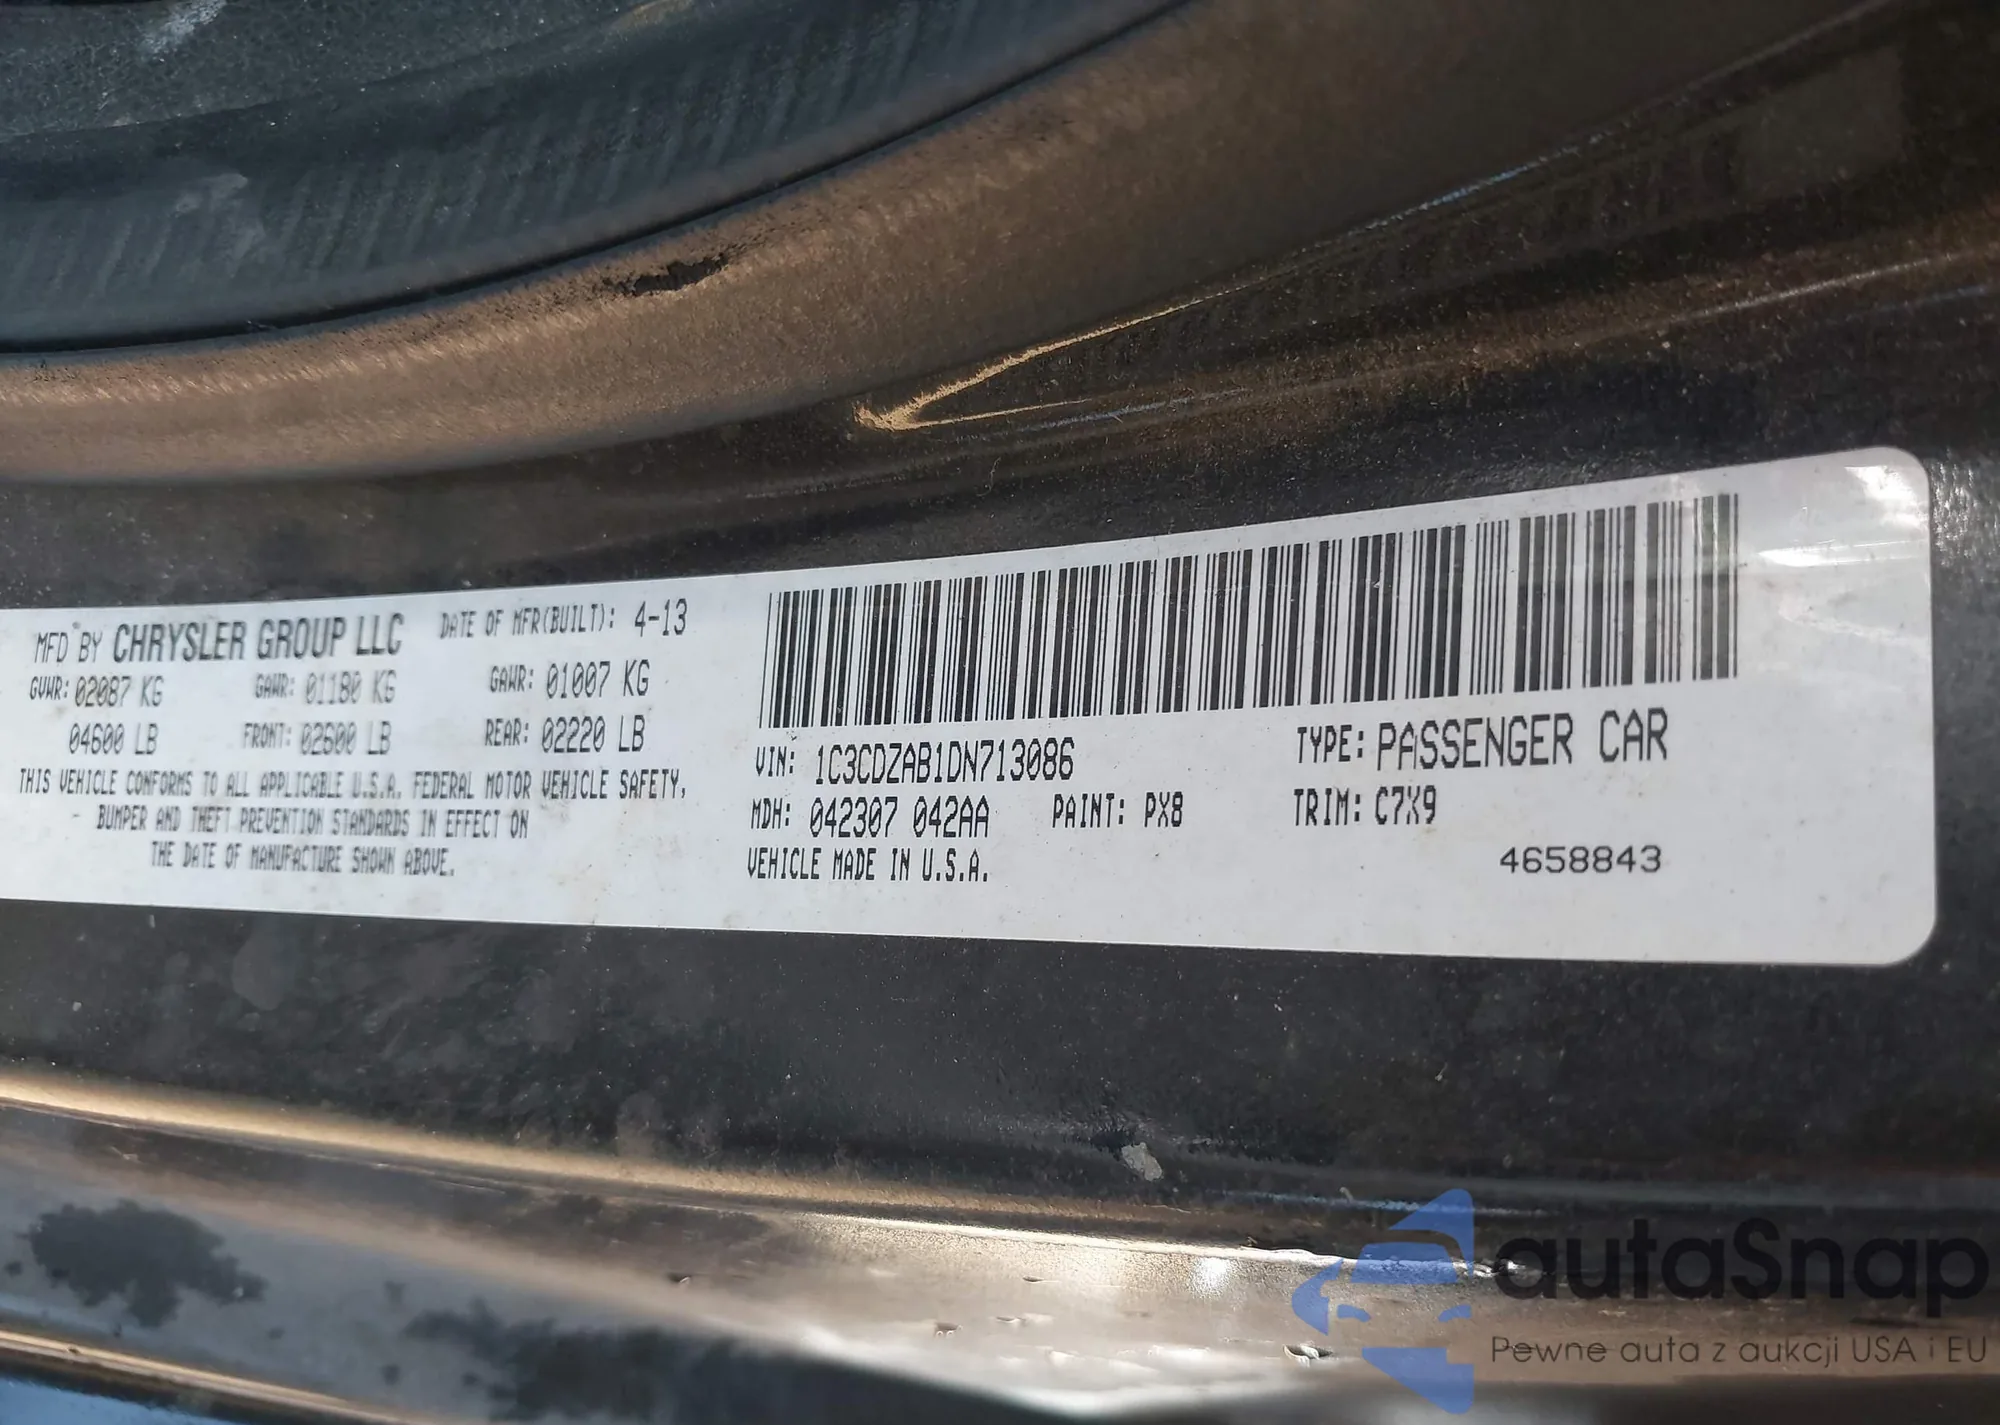 MFD BY CHRYSLER GROUP LLC DATE OF MFR(BUILT): 4-13
GVWR: 02087 KG GAWR: 01180 KG GAWR: 01007 KG
04600 LB FRONT: 02600 LB REAR: 02220 LB
THIS VEHICLE CONFORMS TO ALL APPLICABLE U.S.A. FEDERAL MOTOR VEHICLE SAFETY,
BUMPER AND THEFT PREVENTION STANDARDS IN EFFECT ON
THE DATE OF MANUFACTURE SHOWN ABOVE.
VIN: 1C3CDZAB1DN713086 TYPE: PASSENGER CAR
MDH: 042307 042AA PAINT: PX8 TRIM: C7X9
VEHICLE MADE IN U.S.A. 4658843
autaSnap
Pewne auta z aukcji USA i EU